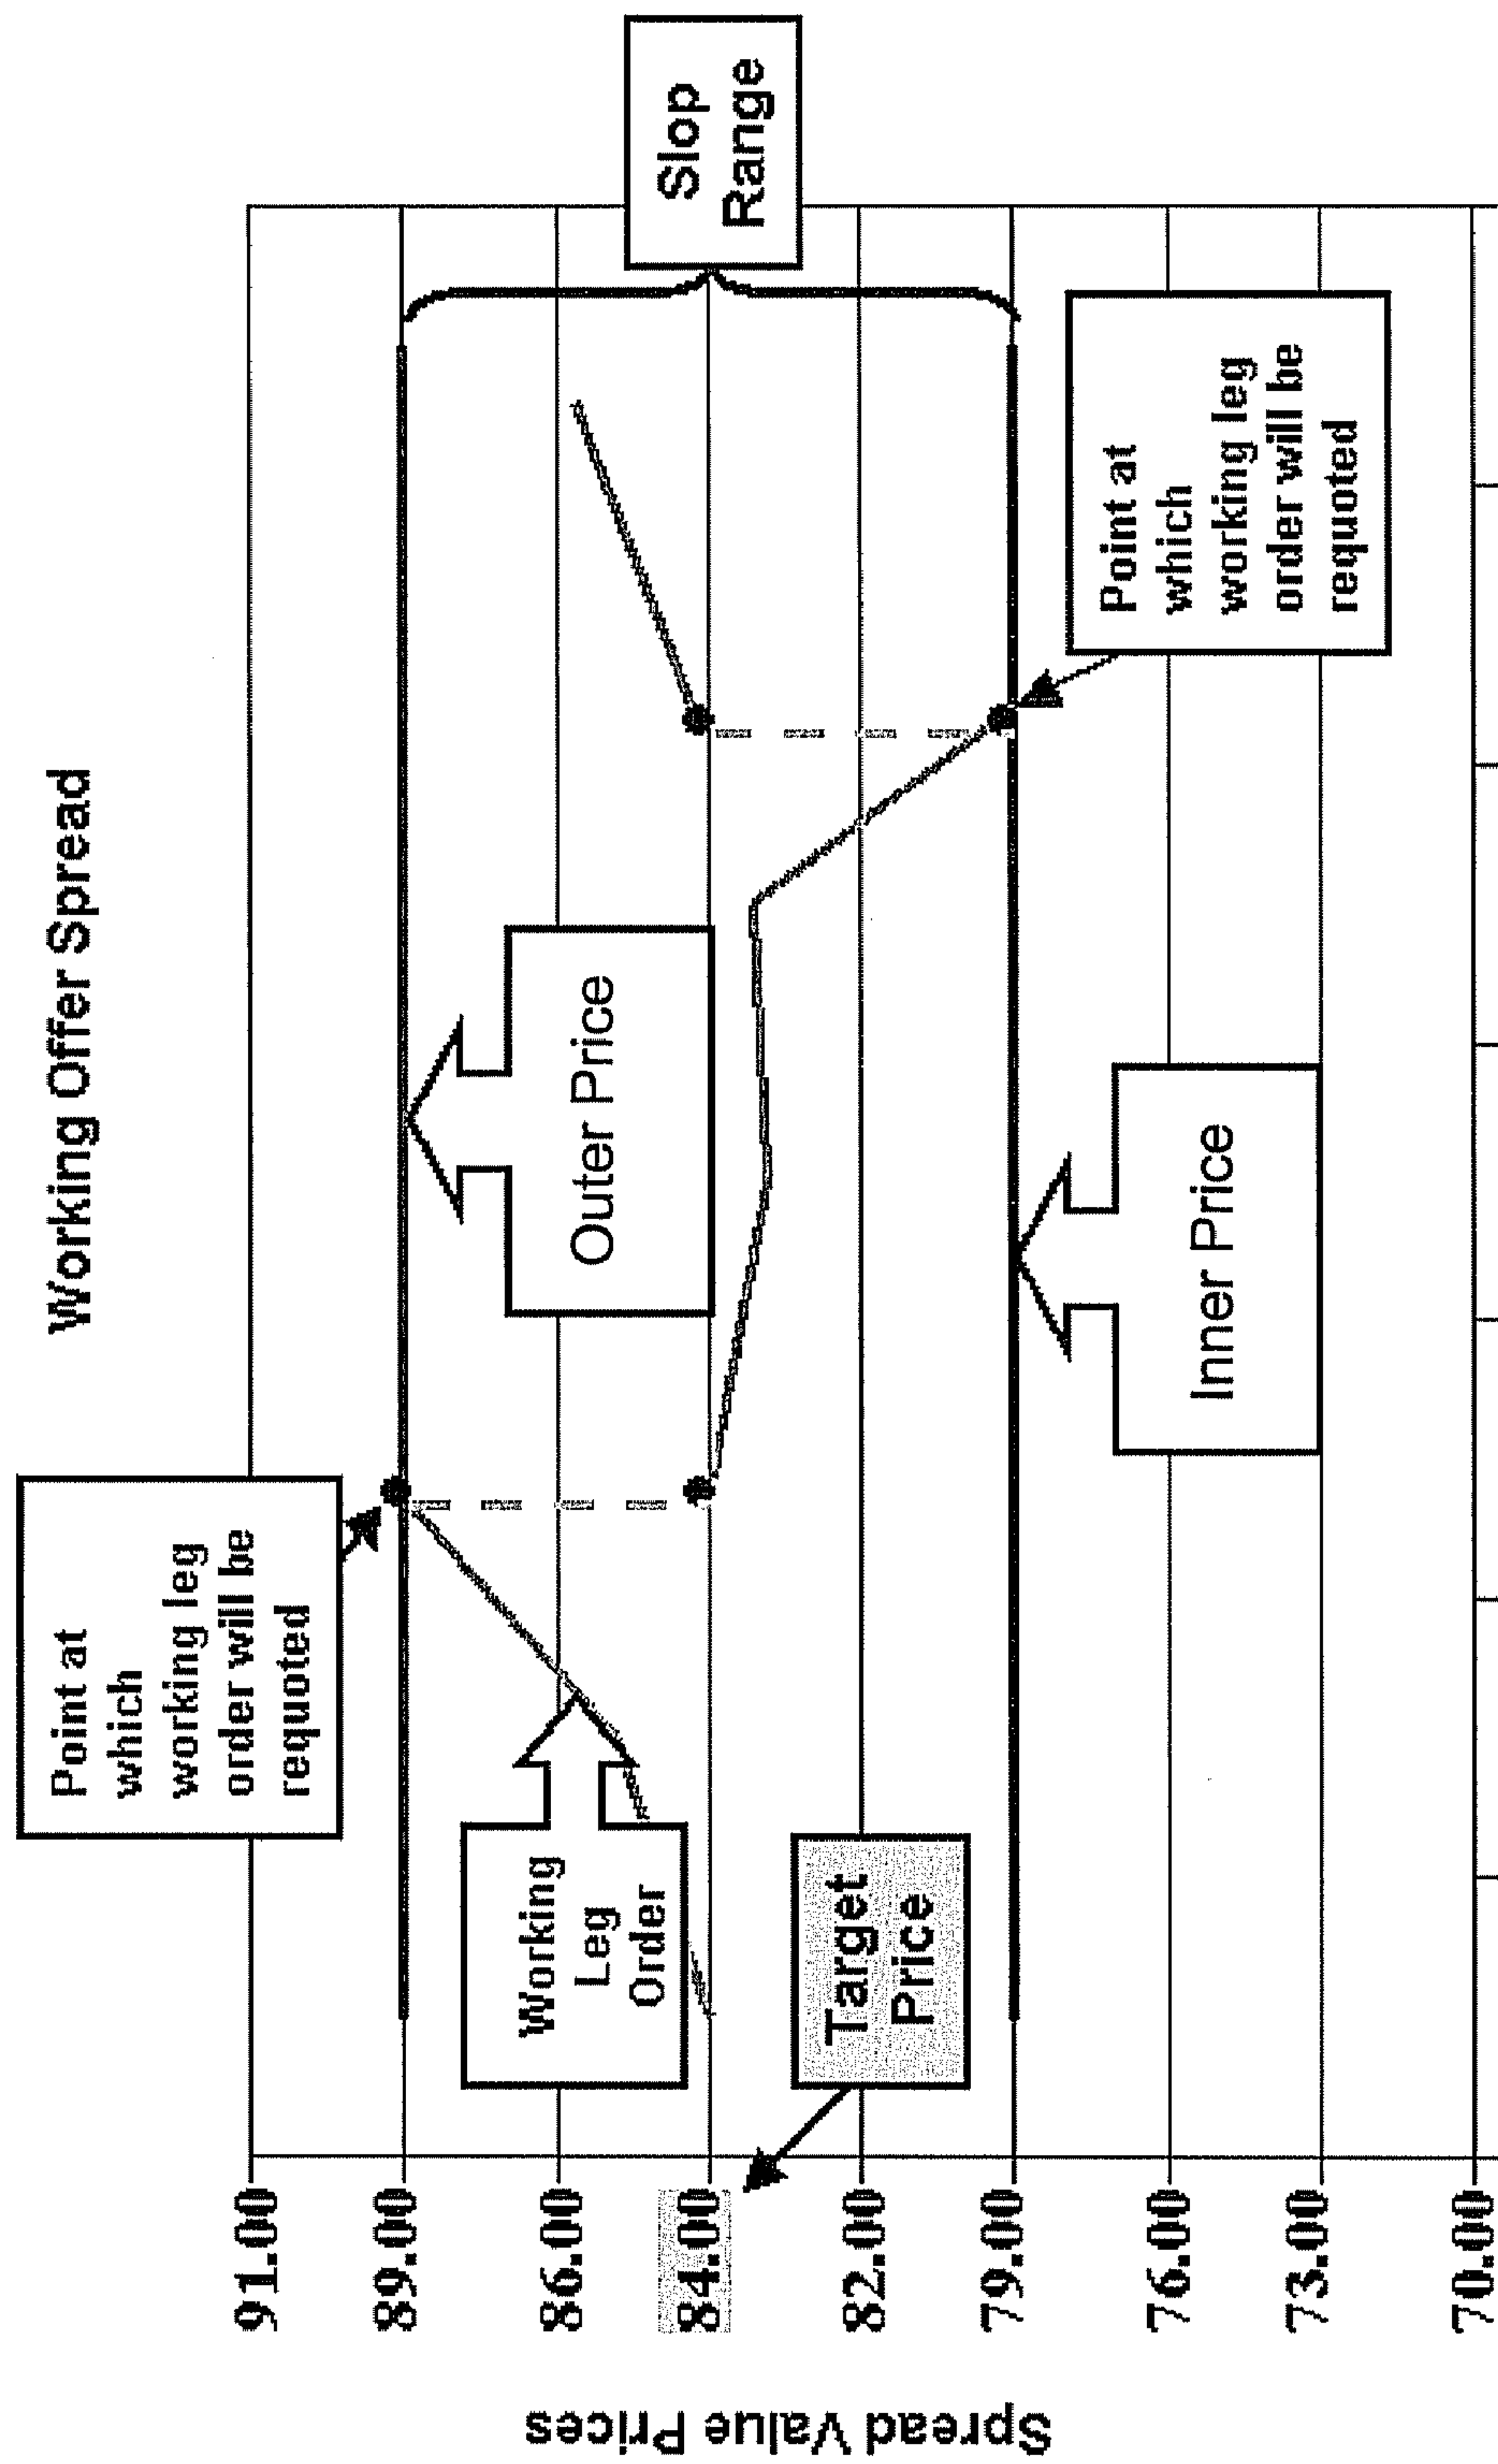 Working Offer Spread
Point at
which
working leg
order will be
requoted
Slop
Range
Outer Price
Working
Leg
Order
Target
Price
Inner Price
Point at
which
working leg
order will be
requoted
91.00
89.00
86.00
84.00
82.00
79.00
76.00
73.00
70.00
Spread Value Prices